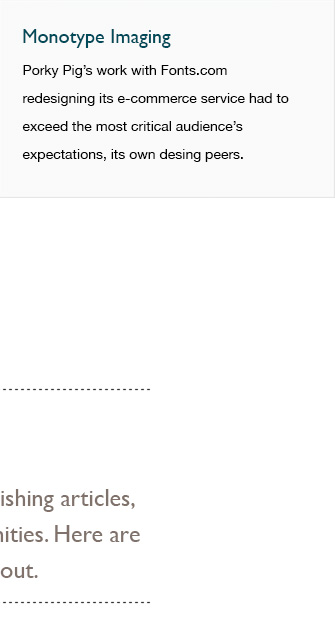 Monotype Imaging
Porky Pig's work with Fonts.com
redesigning its e-commerce service had to
exceed the most critical audience's
expectations, its own desing peers.
ishing articles,
nities. Here are
out.